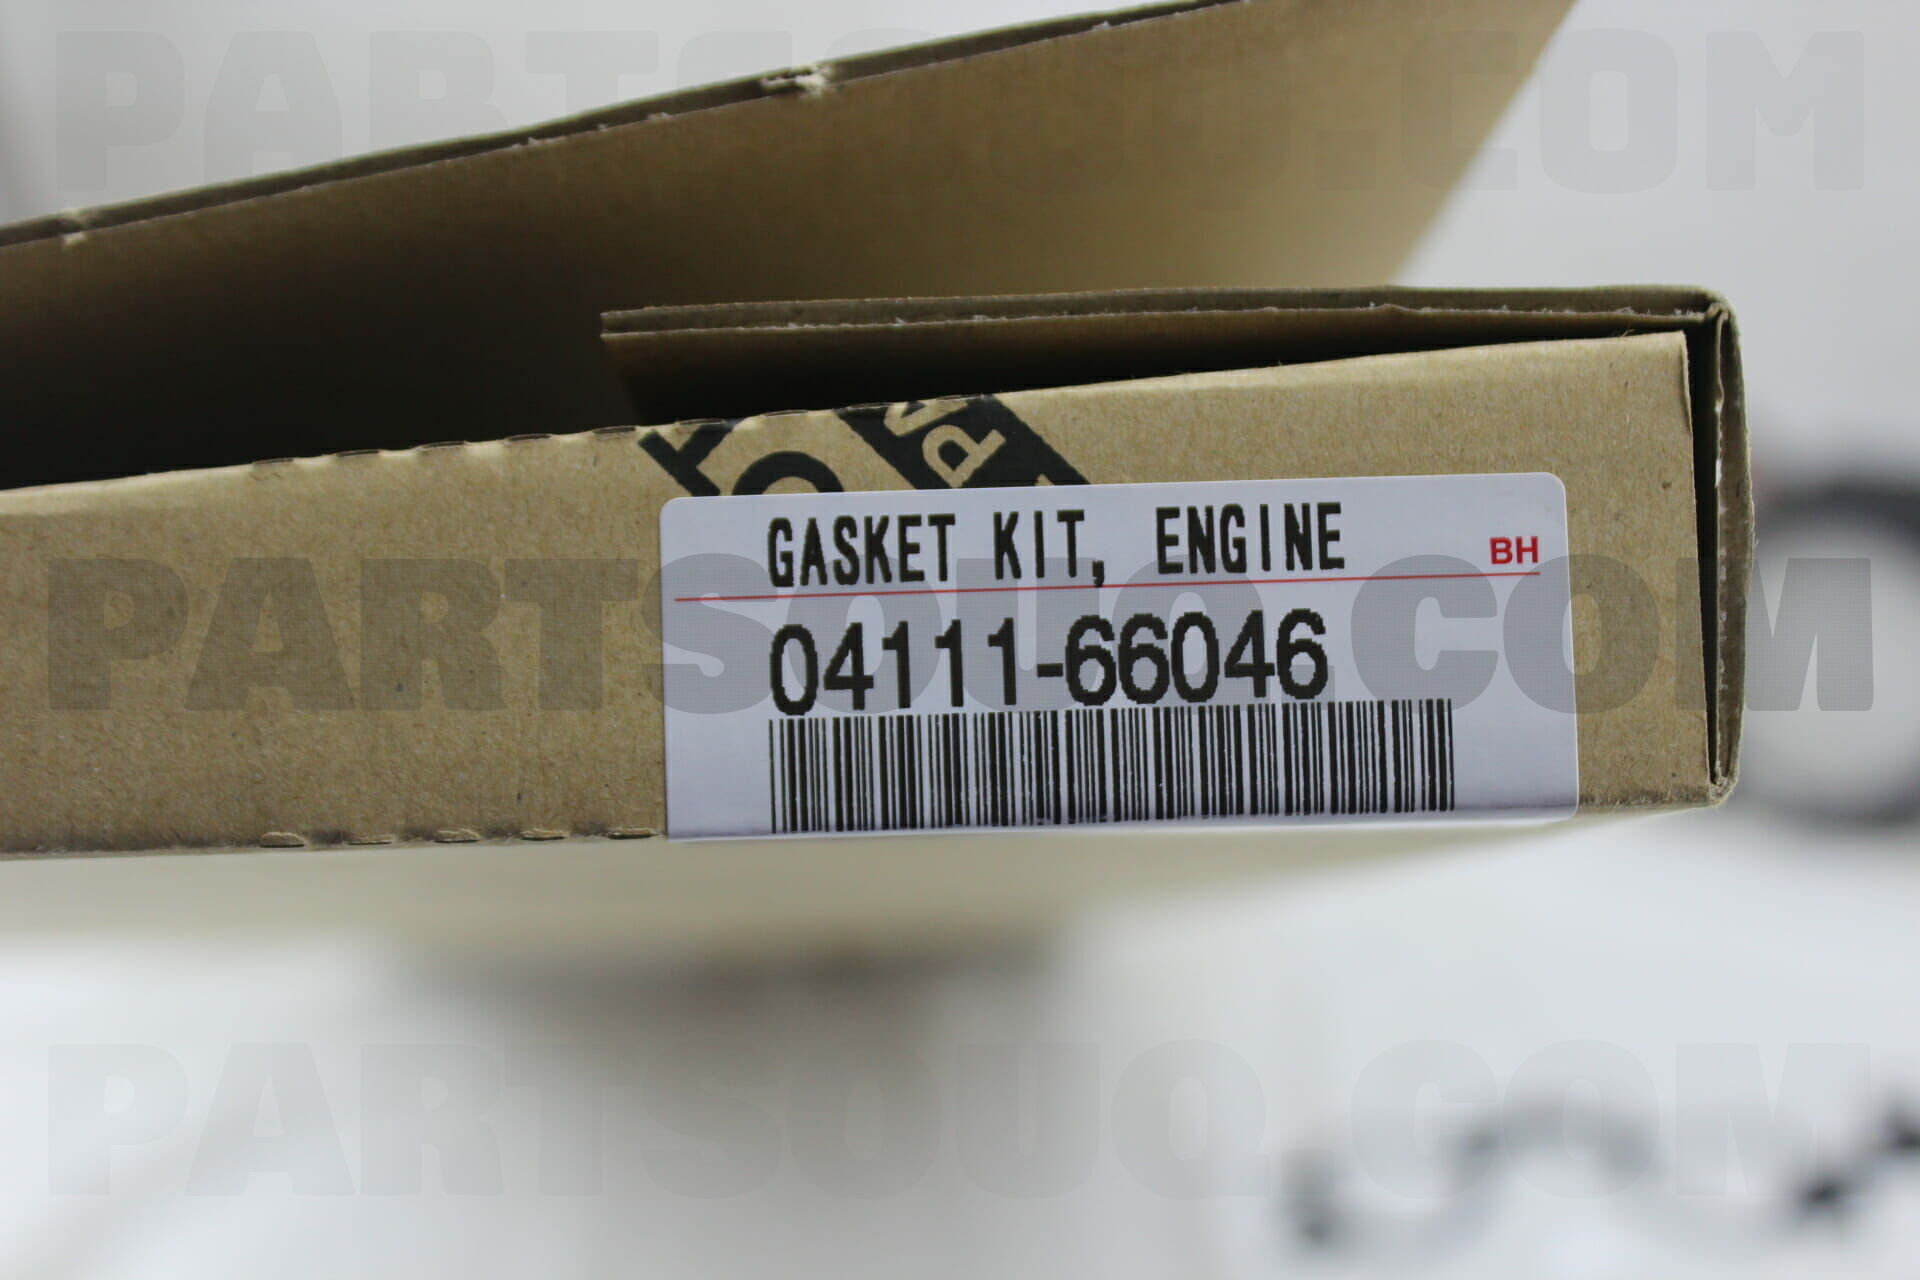 PARTSOUQ.COM
GASKET KIT, ENGINE
BH
PARTSOUQ.COM
04111-66046
PARTSOUQ.COM